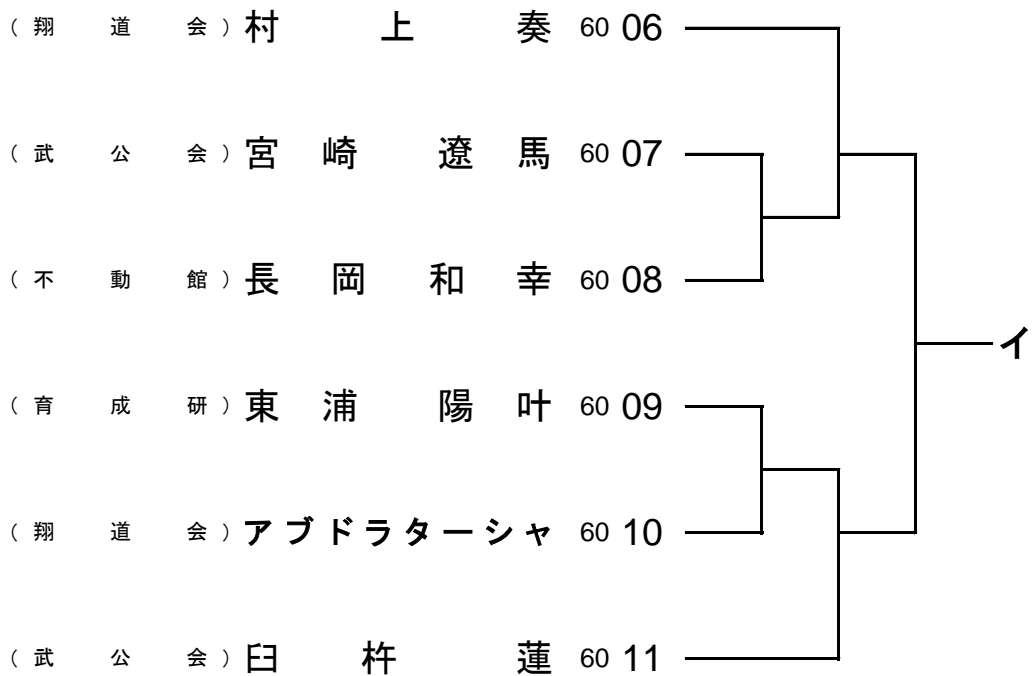 （翔道会）村上奏 60 06
（武公会）宮崎遼馬 60 07
（不動館）長岡和幸 60 08
イ
（育成研）東浦陽叶 60 09
（翔道会）アブドラターシャ 60 10
（武公会）臼杵蓮 60 11